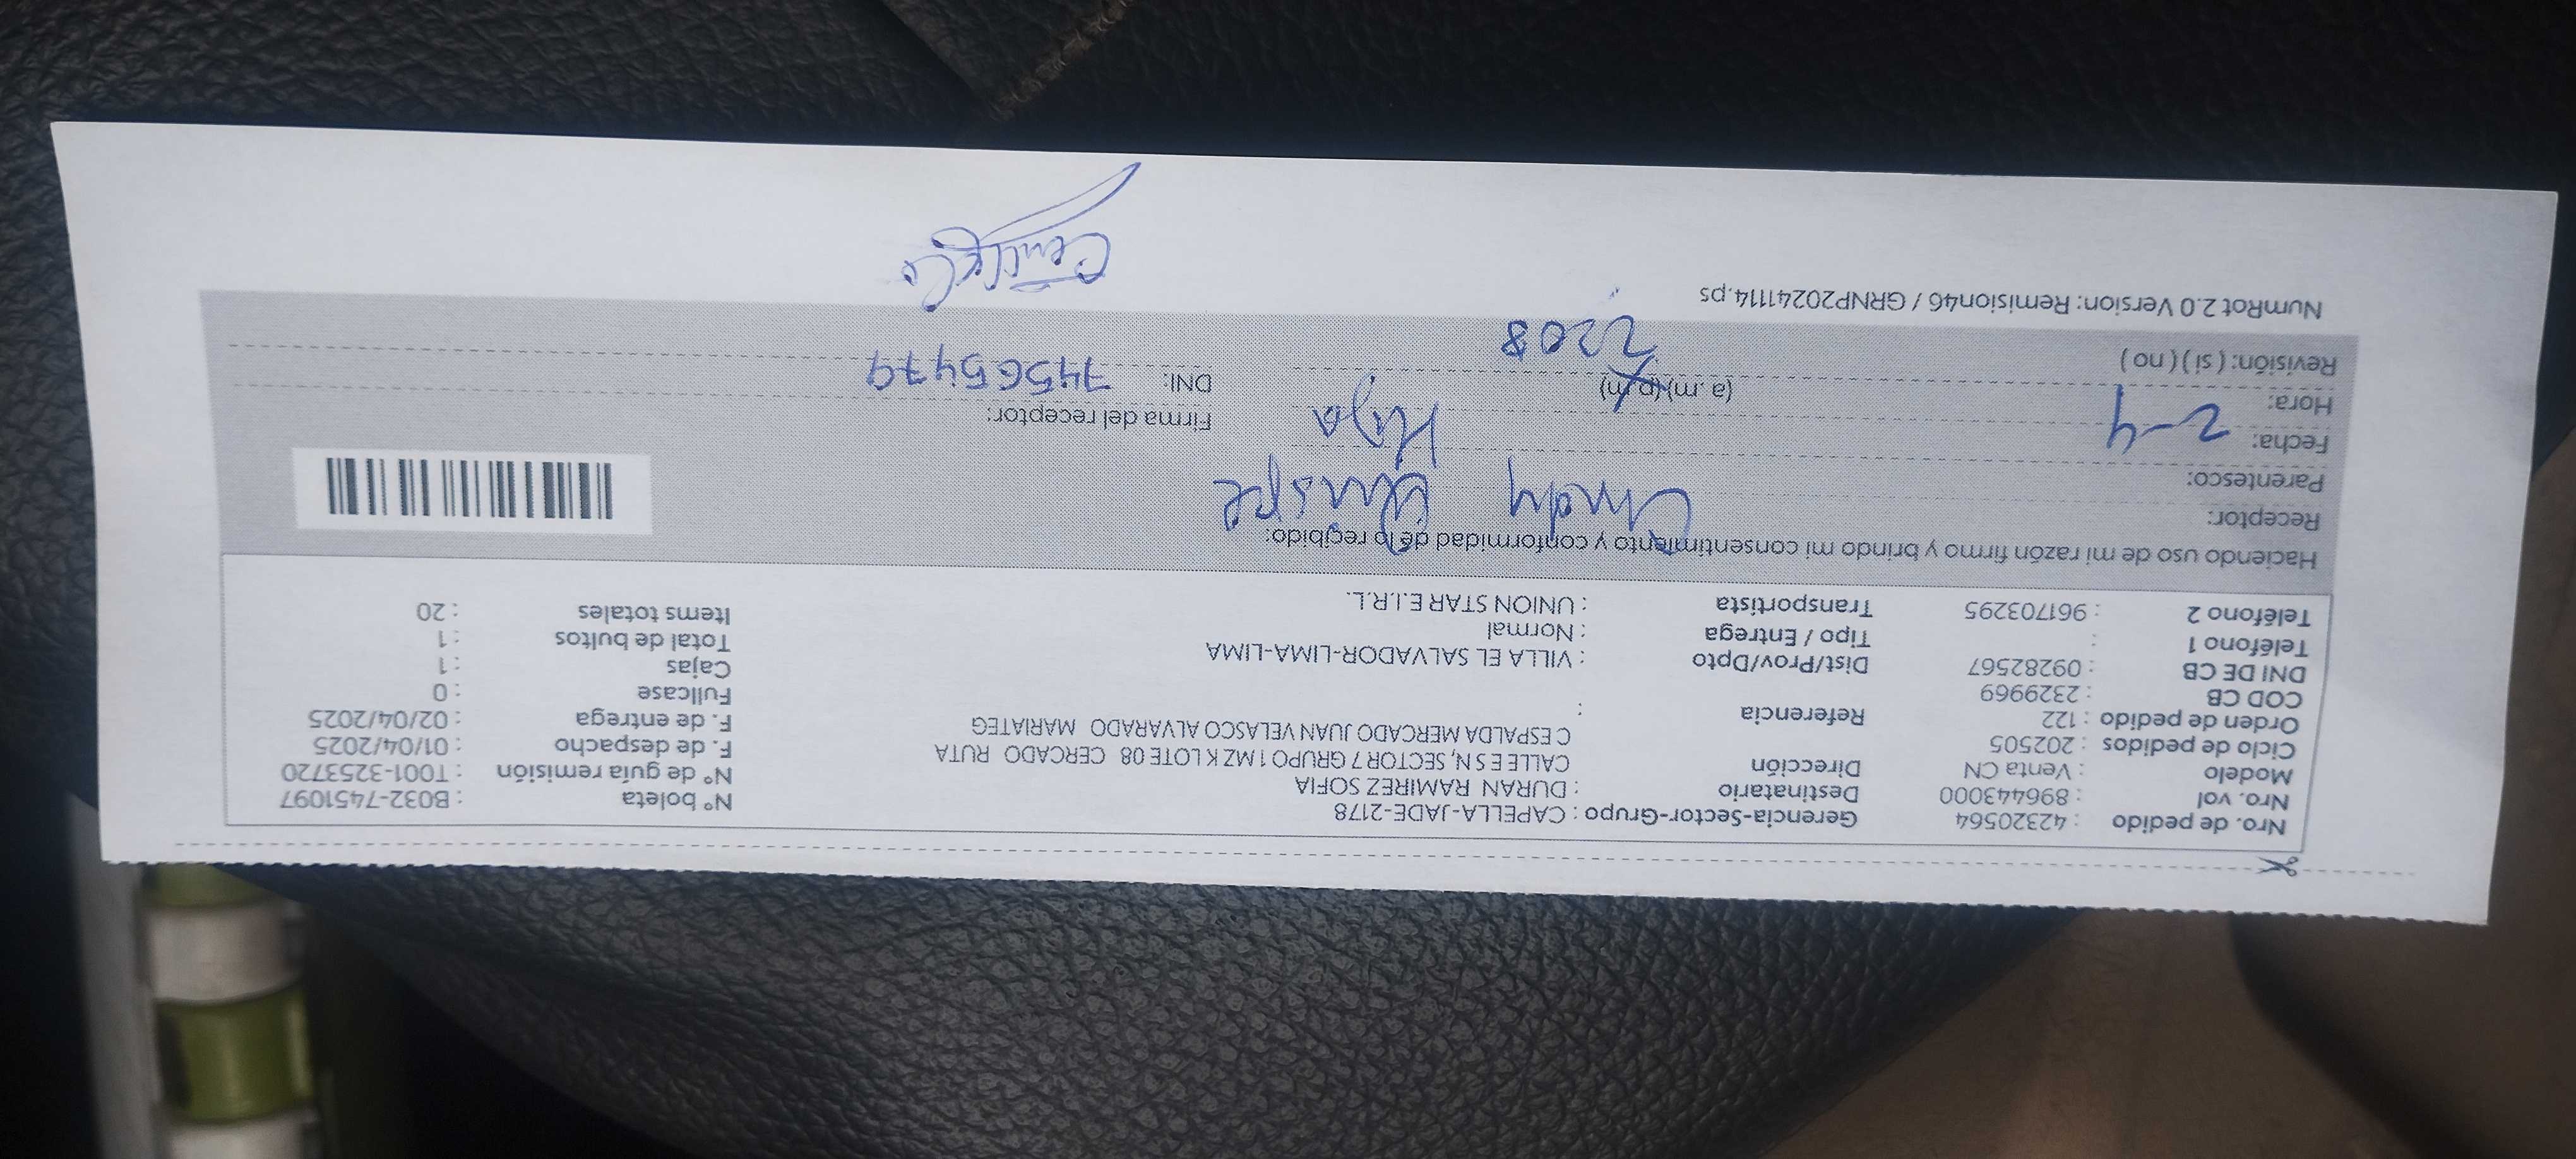 Nro. de pedido : 42320564 Gerencia-Sector-Grupo : CAPELLA-JADE-2178 N° boleta : B032-7451097
Nro. vol : 896443000 Destinatario : DURAN RAMIREZ SOFIA N° de guía remisión : T001-3253720
Modelo : Venta CN Dirección CALLE E S N, SECTOR 7 GRUPO 1 MZ K LOTE 08 CERCADO RUTA F. de despacho : 01/04/2025
Ciclo de pedidos : 202505 C ESPALDA MERCADO JUAN VELASCO ALVARADO MARIATEG F. de entrega : 02/04/2025
Orden de pedido : 122 Referencia : Fullcase : 0
COD CB : 2329969 Cajas : 1
DNI DE CB : 09282567 Dist/Prov/Dpto : VILLA EL SALVADOR-LIMA-LIMA Total de bultos : 1
Teléfono 1 : Tipo / Entrega : Normal Items totales : 20
Teléfono 2 : 961703295 Transportista : UNION STAR E.I.R.L.
Haciendo uso de mi razón firmo y brindo mi consentimiento y conformidad de lo recibido:
Receptor: Quispe
Parentesco: Hija
Fecha: 2-4 Firma del receptor:
Hora: (a.m)(p.m) DNI: 74565479
Revisión: ( si ) ( no ) 2208
NumRot 2.0 Version: Remision46 / GRNP20241114.ps